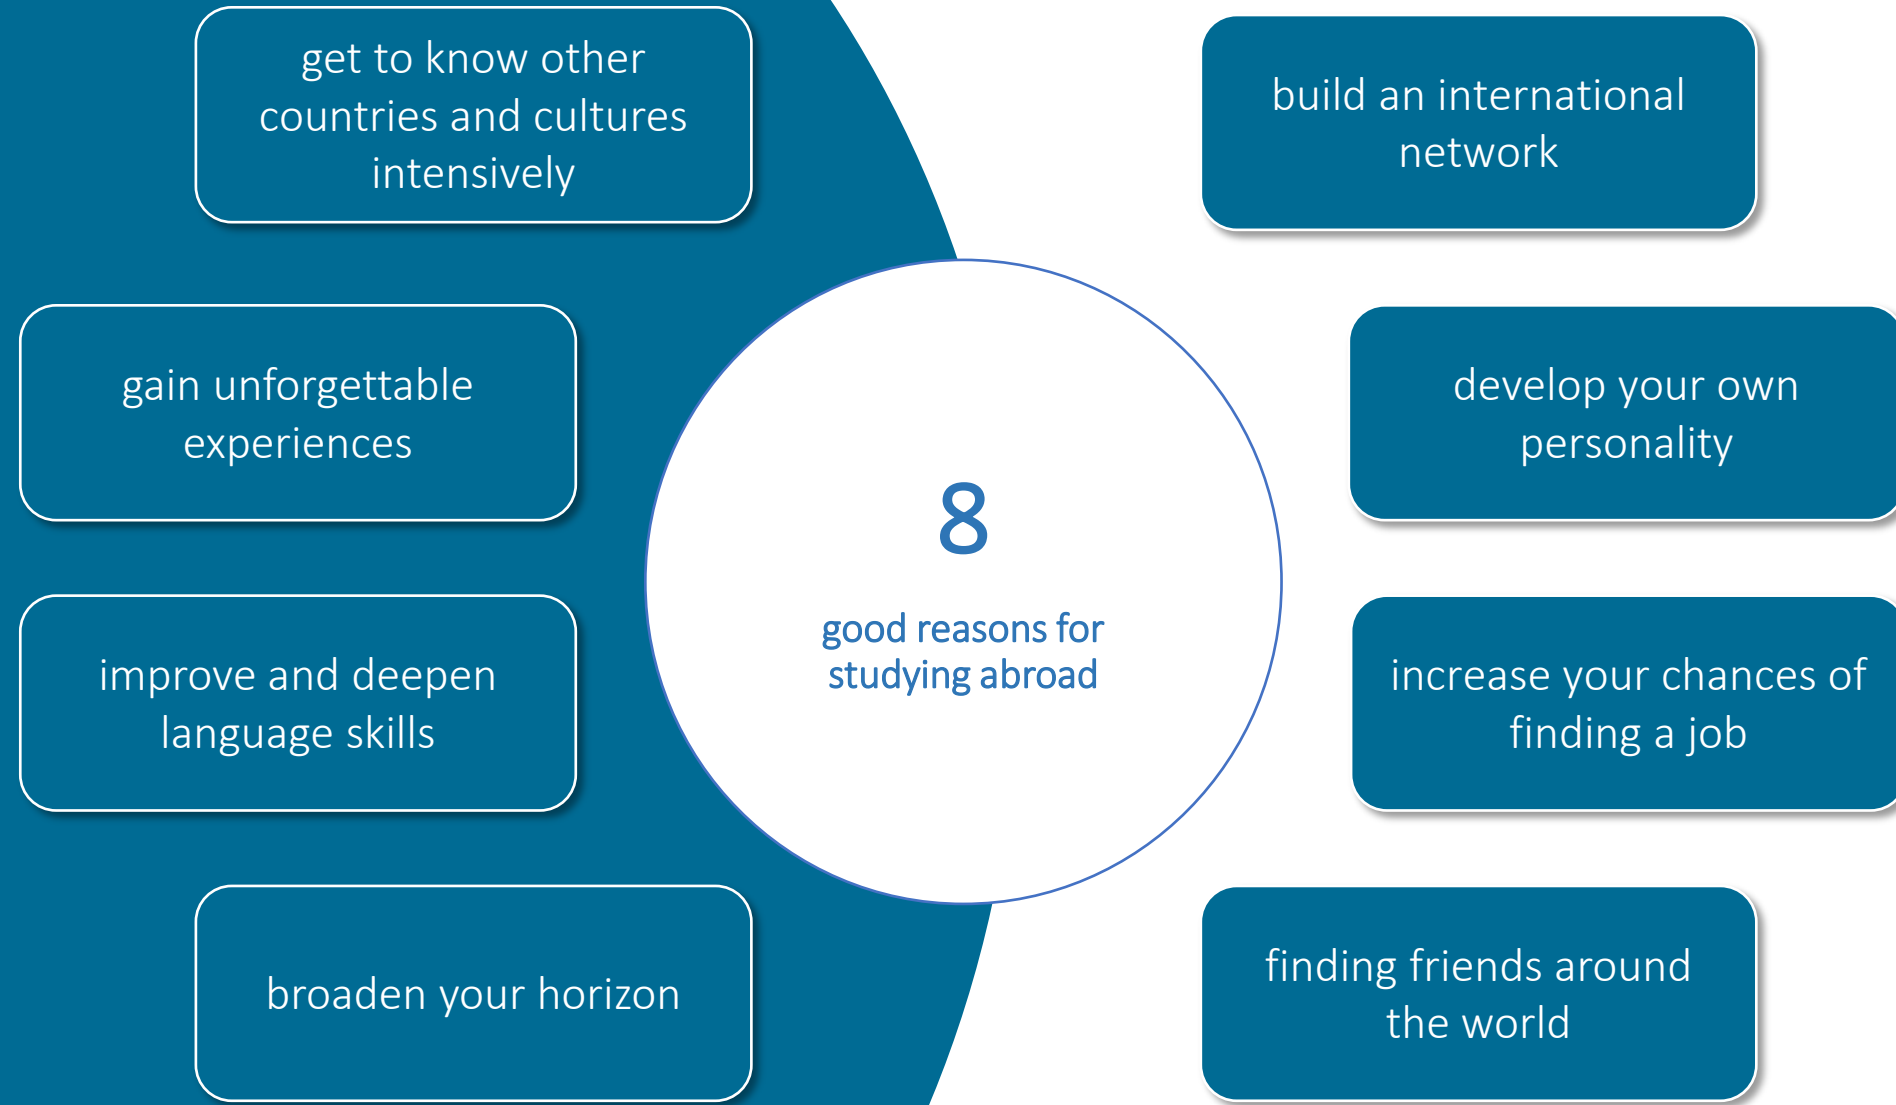 get to know other
countries and cultures
intensively
gain unforgettable
experiences
improve and deepen
language skills
broaden your horizon
8
good reasons for
studying abroad
build an international
network
develop your own
personality
increase your chances of
finding a job
finding friends around
the world